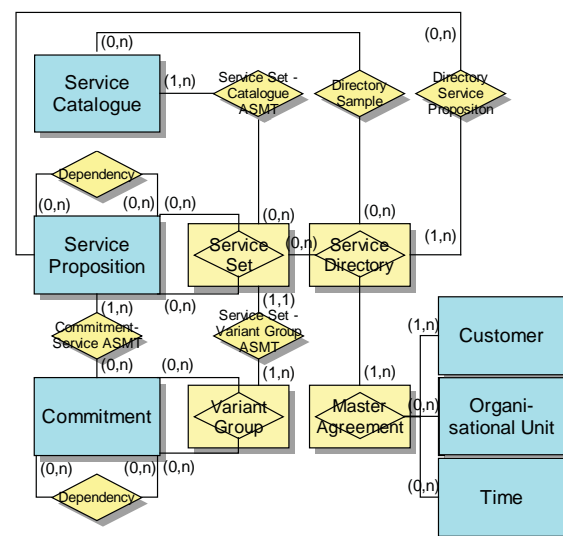 (0,n)
(0,n)
Service
Catalogue
(1,n)
Service Set -
Catalogue
ASMT
Directory
Sample
Directory
Service
Propositon
Dependency
(0,n)
(0,n)
(0,n)
(0,n)
(0,n)
Service
Proposition
Service
Set
(0,n)
Service
Directory
(1,n)
(0,n)
(1,n)
(1,1)
Commitment-
Service ASMT
Service Set -
Variant Group
ASMT
(1,n)
Customer
(0,n)
(0,n)
(1,n)
(1,n)
Commitment
Variant
Group
Master
Agreement
(0,n)
Organi-
sational Unit
(0,n)
(0,n)
(0,n)
Dependency
(0,n)
Time